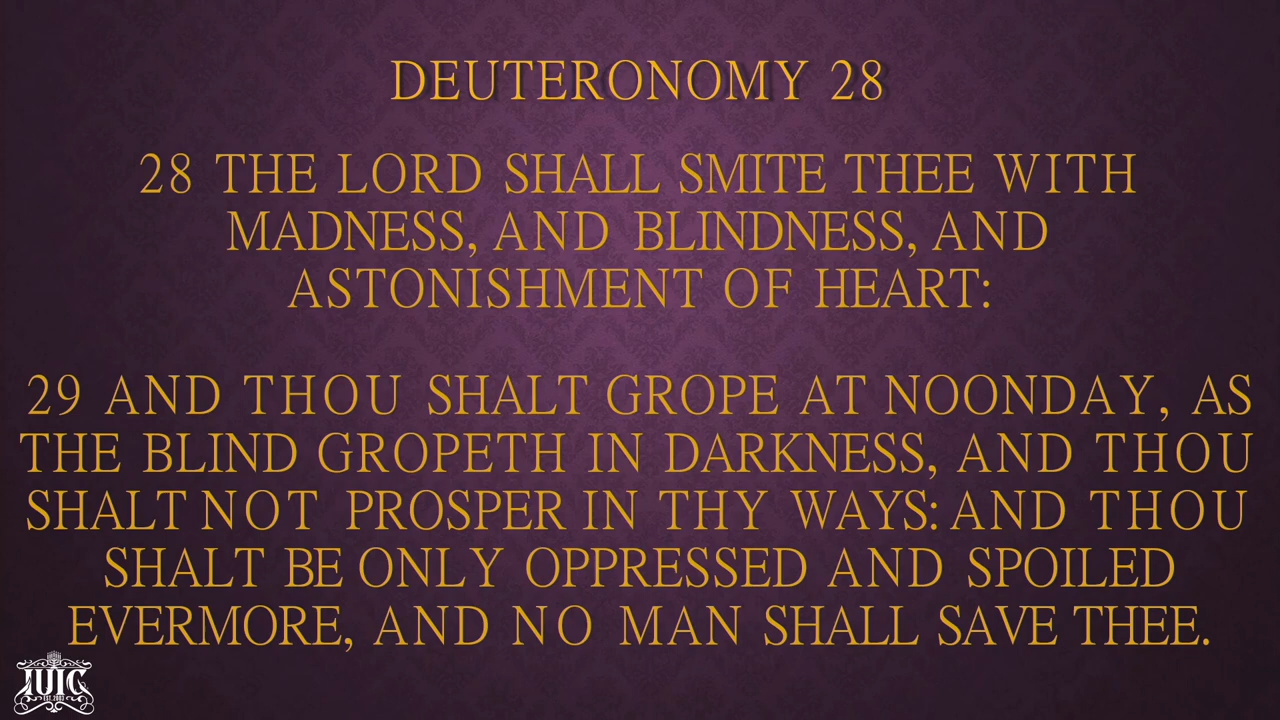 DEUTERONOMY 28
28 THE LORD SHALL SMITE THEE WITH
MADNESS, AND BLINDNESS, AND
ASTONISHMENT OF HEART:
29 AND THOU SHALT GROPE AT NOONDAY, AS
THE BLIND GROPETH IN DARKNESS, AND THOU
SHALT NOT PROSPER IN THY WAYS: AND THOU
SHALT BE ONLY OPPRESSED AND SPOILED
EVERMORE, AND NO MAN SHALL SAVE THEE.
IUIC
EST. 2003